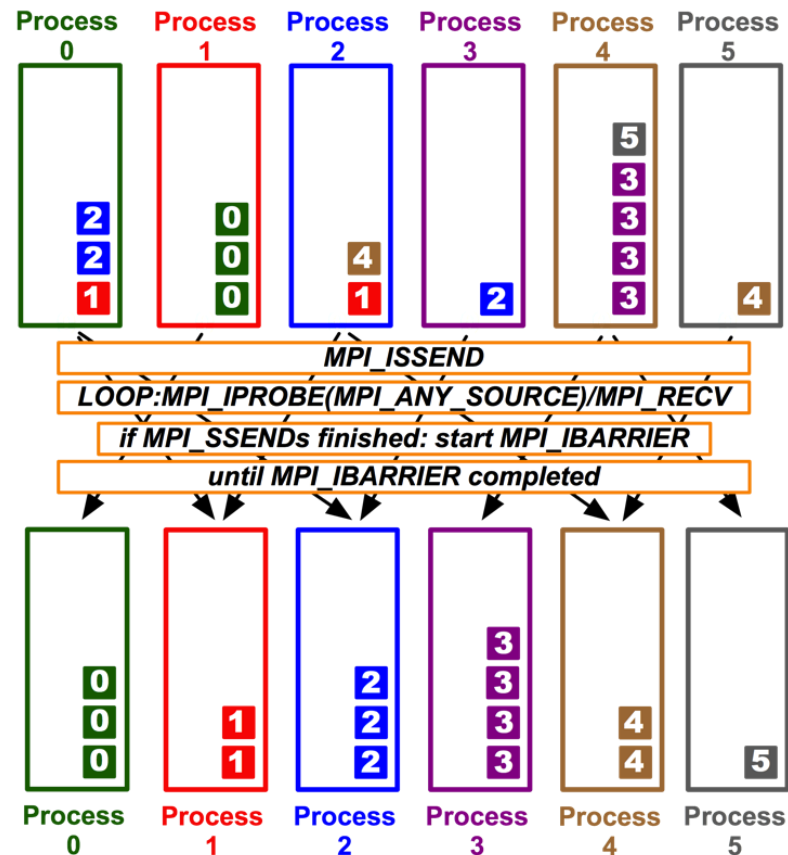 Process Process Process Process Process Process
0 1 2 3 4 5
5
3
2 0 3
2 0 4 3
1 0 1 2 3 4
MPI_ISSEND
LOOP:MPI_IPROBE(MPI_ANY_SOURCE)/MPI_RECV
if MPI_SSENDs finished: start MPI_IBARRIER
until MPI_IBARRIER completed
3
0 2 3
0 1 2 3 4
0 1 2 3 4 5
Process Process Process Process Process Process
0 1 2 3 4 5